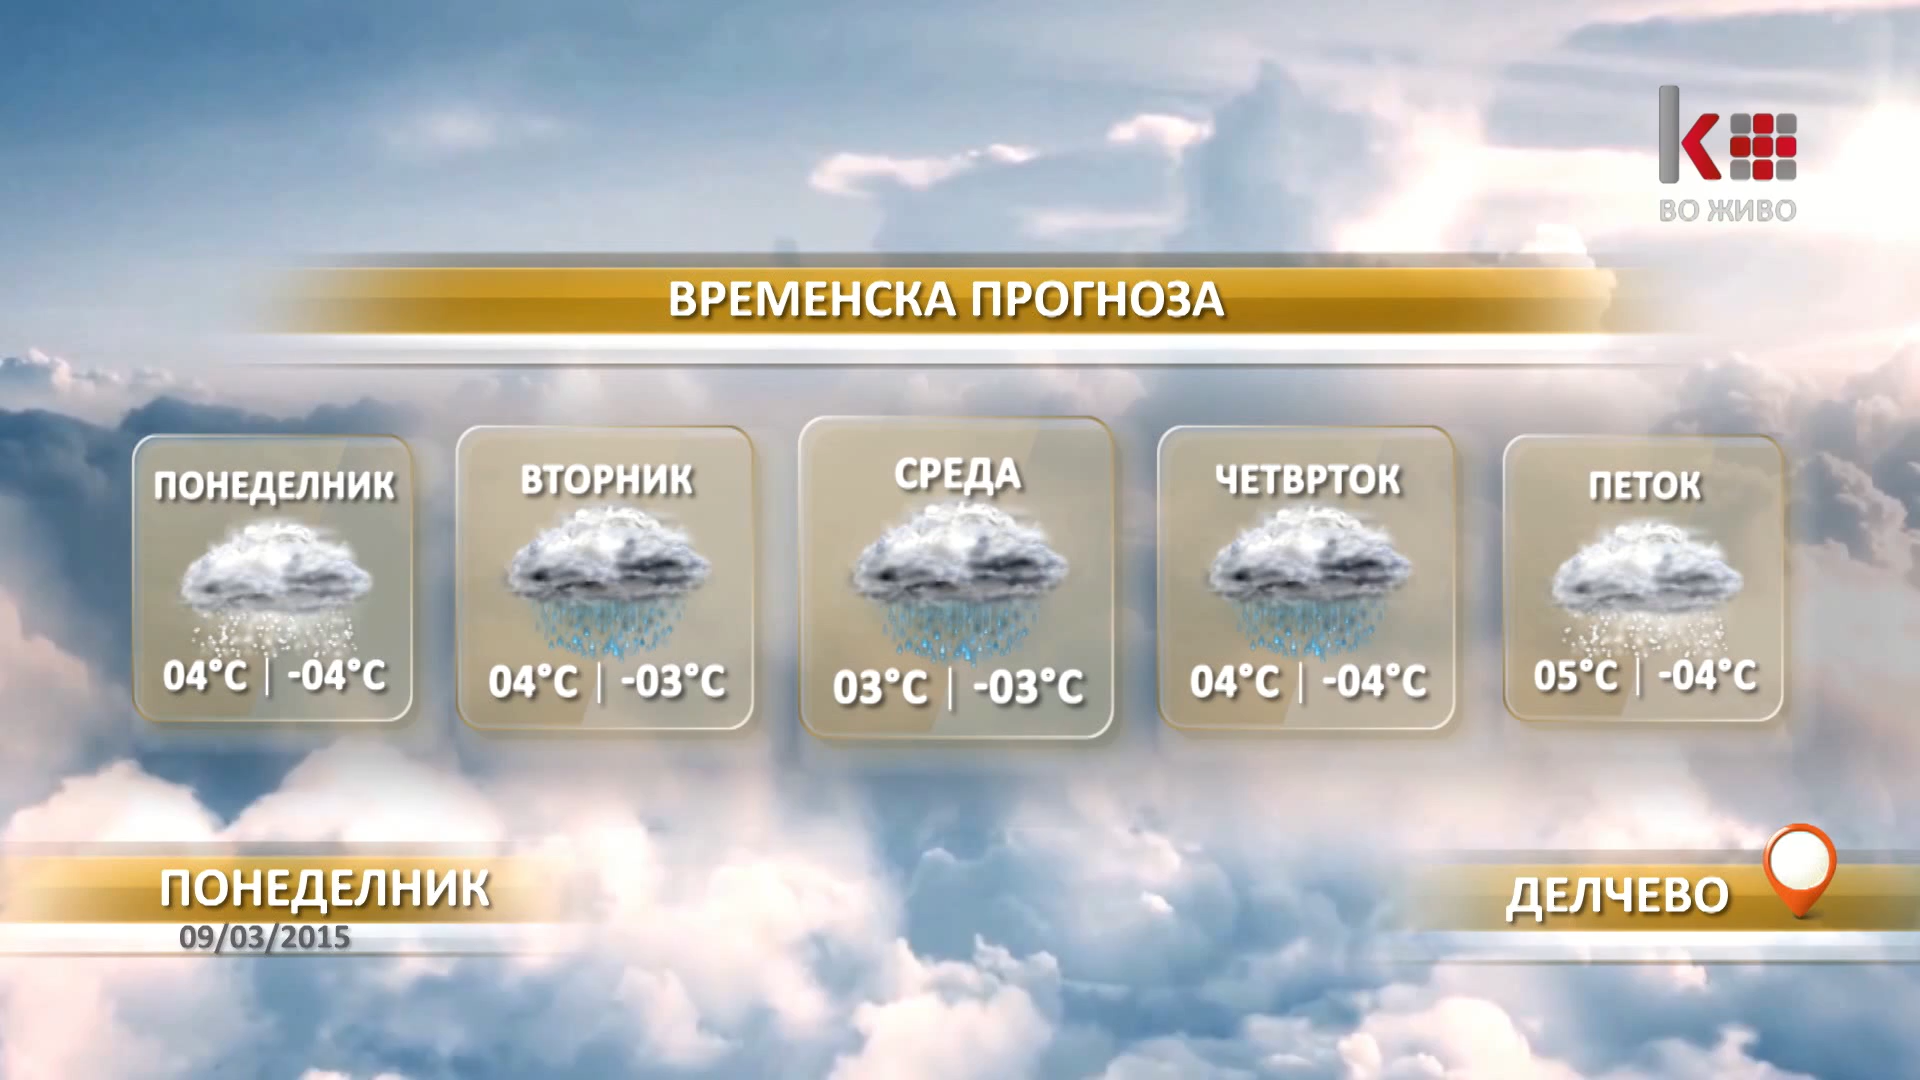 K
ВО ЖИВО
ВРЕМЕНСКА ПРОГНОЗА
ПОНЕДЕЛНИК
04°C | -04°C
ВТОРНИК
04°C | -03°C
СРЕДА
03°C | -03°C
ЧЕТВРТОК
04°C | -04°C
ПЕТОК
05°C | -04°C
ПОНЕДЕЛНИК
09/03/2015
ДЕЛЧЕВО